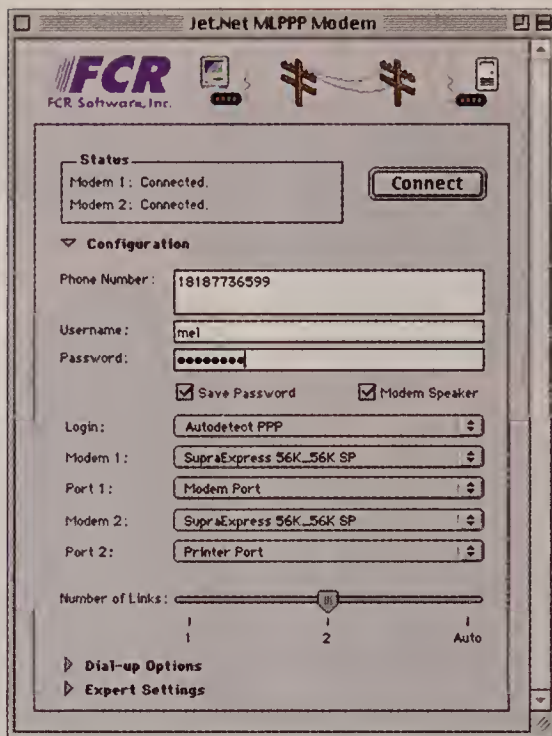 Jet.Net MLPPP Modem
FCR
FCR Software, Inc.
Status
Modem 1: Connected.
Modem 2: Connected.
Connect
Configuration
Phone Number: 18187736599
Username: mel
Password: ••••••••
Save Password Modem Speaker
Login: Autodetect PPP
Modem 1: SupraExpress 56K_56K SP
Port 1: Modem Port
Modem 2: SupraExpress 56K_56K SP
Port 2: Printer Port
Number of Links:
1 2 Auto
Dial-up Options
Expert Settings